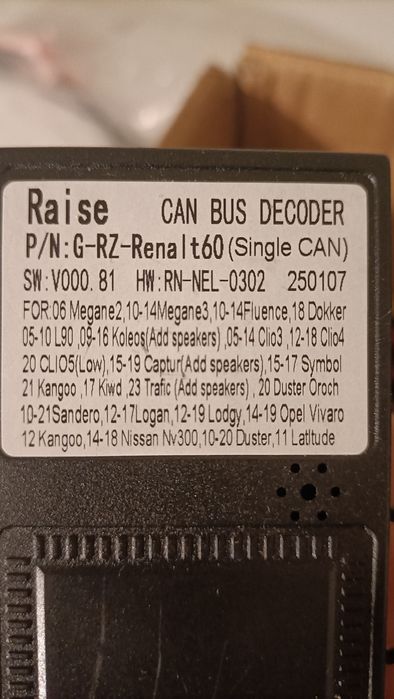 Raise CAN BUS DECODER
P/N:G-RZ-Renalt60(Single CAN)
SW:V000.81 HW:RN-NEL-0302 250107
FOR:06 Megane2,10-14Megane3,10-14Fluence,18 Dokker
05-10 L90 ,09-16 Koleos(Add speakers) ,05-14 Clio3 ,12-18 Clio4
20 CLIO5(Low),15-19 Captur(Add speakers),15-17 Symbol
21 Kangoo ,17 Kiwd ,23 Trafic (Add speakers) , 20 Duster Oroch
10-21Sandero,12-17Logan,12-19 Lodgy,14-19 Opel Vivaro
12 Kangoo,14-18 Nissan Nv300,10-20 Duster,11 Latitude